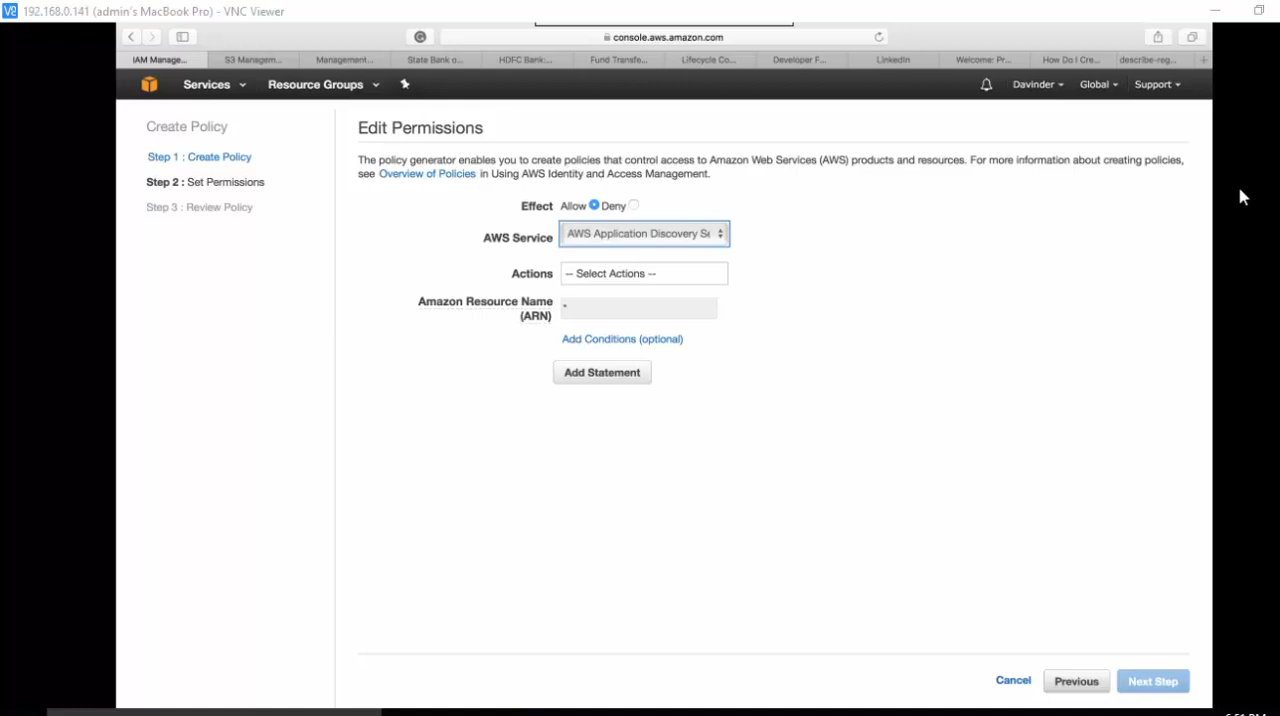 192.168.0.141 (admin's MacBook Pro) - VNC Viewer
console.aws.amazon.com
IAM Manage...
S3 Managem...
Management...
State Bank o...
HDFC Bank:...
Fund Transfe...
Lifecycle Co...
Developer F...
LinkedIn
Welcome: Pr...
How Do I Cre...
describe-reg...
Services
Resource Groups
Davinder
Global
Support
Create Policy
Step 1 : Create Policy
Step 2 : Set Permissions
Step 3 : Review Policy
Edit Permissions
The policy generator enables you to create policies that control access to Amazon Web Services (AWS) products and resources. For more information about creating policies,
see Overview of Policies in Using AWS Identity and Access Management.
Effect Allow Deny
AWS Service AWS Application Discovery Se
Actions -- Select Actions --
Amazon Resource Name
(ARN)
*
Add Conditions (optional)
Add Statement
Cancel
Previous
Next Step